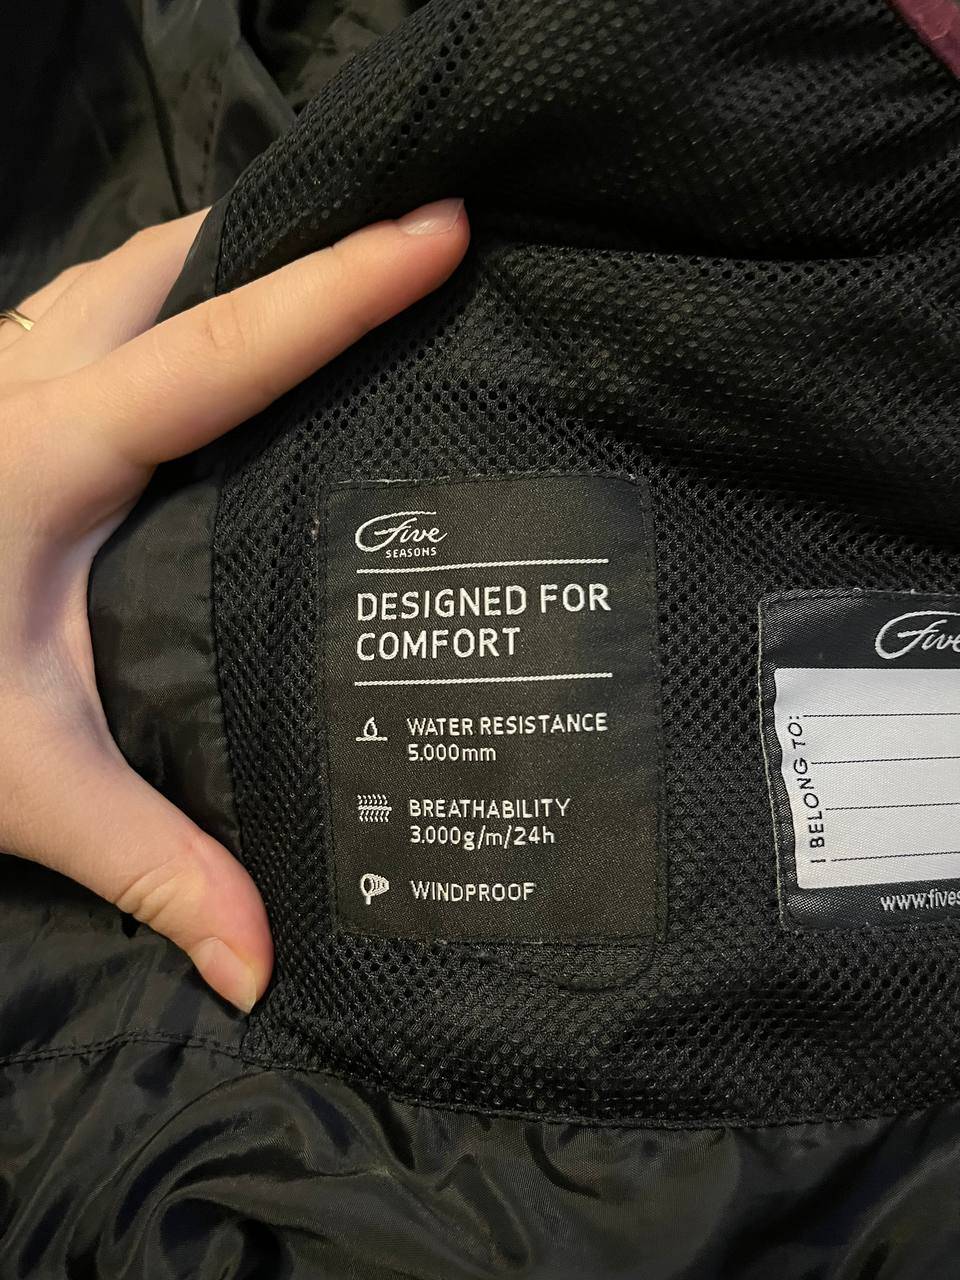 Five
SEASONS
DESIGNED FOR
COMFORT
WATER RESISTANCE
5.000mm
BREATHABILITY
3.000g/m/24h
WINDPROOF
Five
I BELONG TO:
www.fives